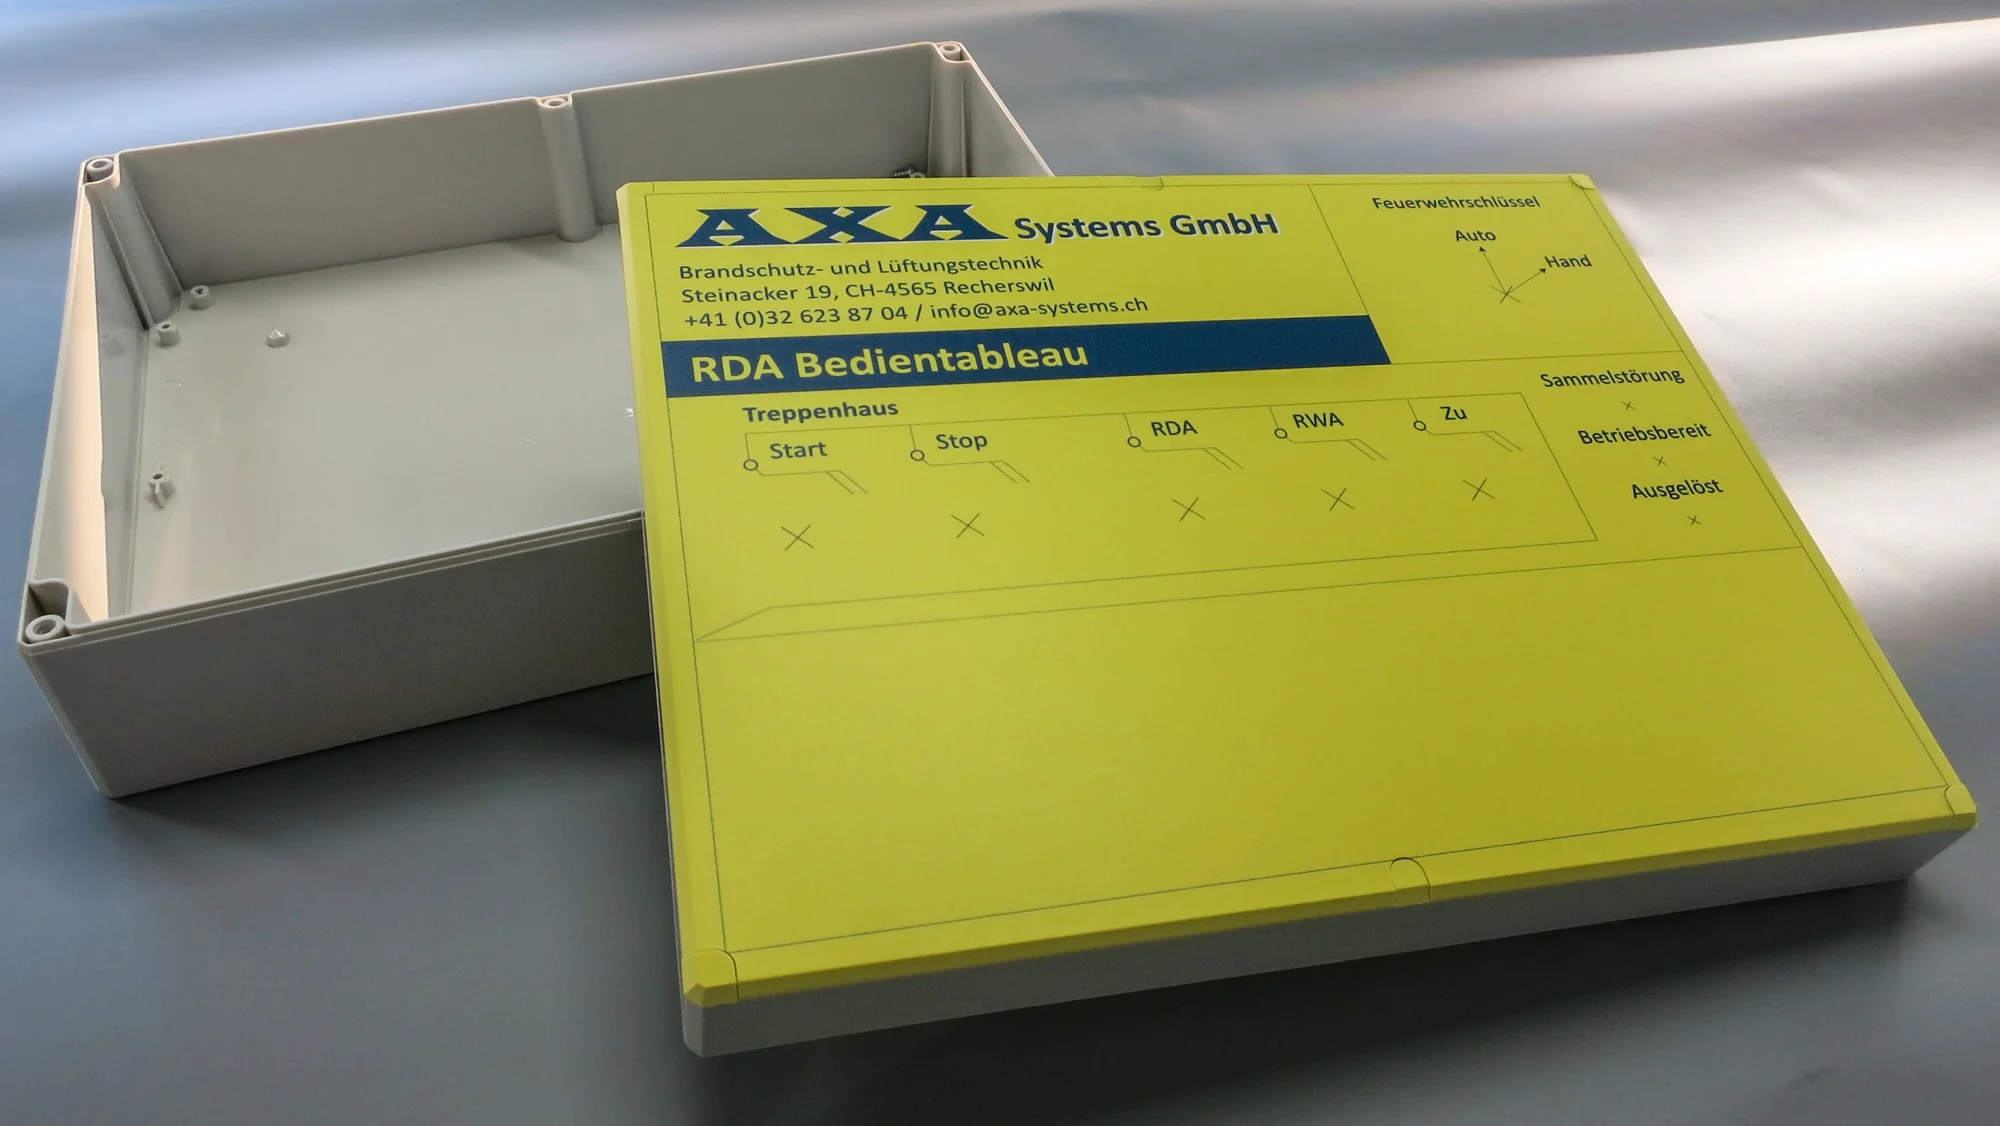 AXA Systems GmbH
Brandschutz- und Lüftungstechnik
Steinacker 19, CH-4565 Recherswil
+41 (0)32 623 87 04 / info@axa-systems.ch
RDA Bedientableau
Feuerwehrschlüssel
Auto
Hand
Treppenhaus
Start
Stop
RDA
RWA
Zu
Sammelstörung
Betriebsbereit
Ausgelöst